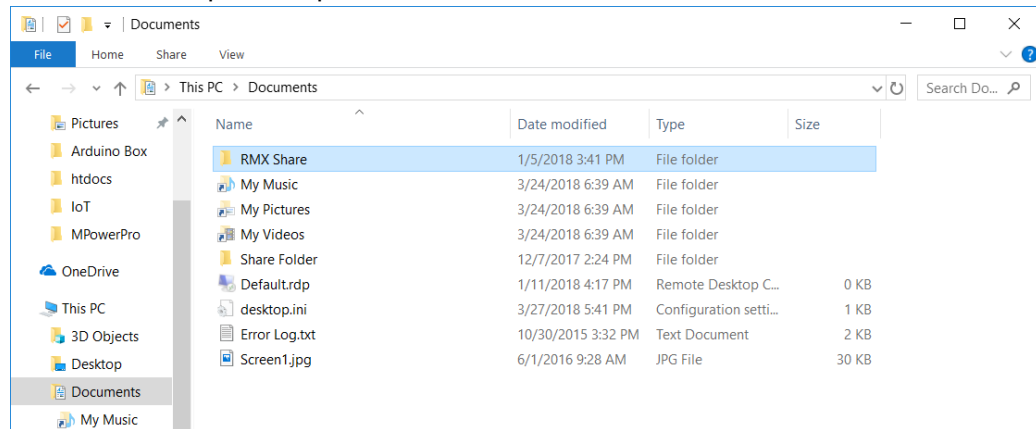 Documents
File Home Share View
This PC > Documents
Search Do...
Pictures
Arduino Box
htdocs
IoT
MPowerPro
OneDrive
This PC
3D Objects
Desktop
Documents
My Music
Name Date modified Type Size
RMX Share 1/5/2018 3:41 PM File folder
My Music 3/24/2018 6:39 AM File folder
My Pictures 3/24/2018 6:39 AM File folder
My Videos 3/24/2018 6:39 AM File folder
Share Folder 12/7/2017 2:24 PM File folder
Default.rdp 1/11/2018 4:17 PM Remote Desktop C... 0 KB
desktop.ini 3/27/2018 5:41 PM Configuration setti... 1 KB
Error Log.txt 10/30/2015 3:32 PM Text Document 2 KB
Screen1.jpg 6/1/2016 9:28 AM JPG File 30 KB